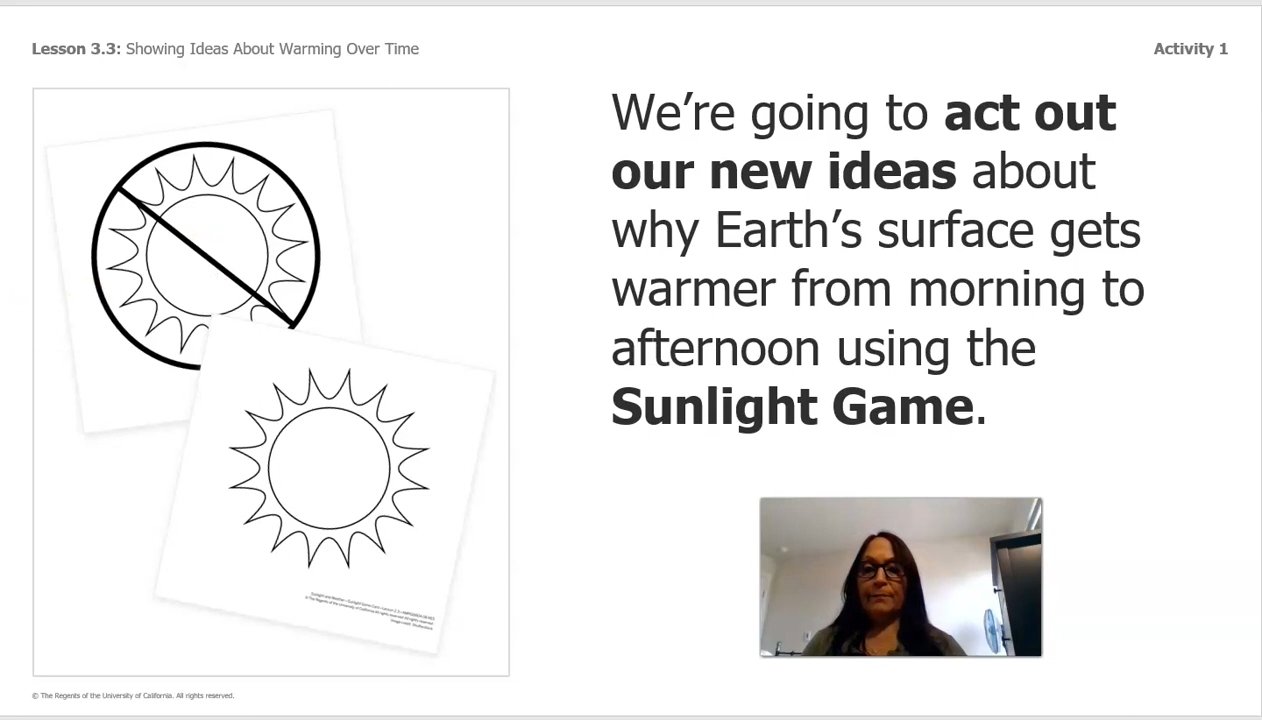 Lesson 3.3: Showing Ideas About Warming Over Time
Activity 1
We’re going to act out
our new ideas about
why Earth’s surface gets
warmer from morning to
afternoon using the
Sunlight Game.
© The Regents of the University of California. All rights reserved.